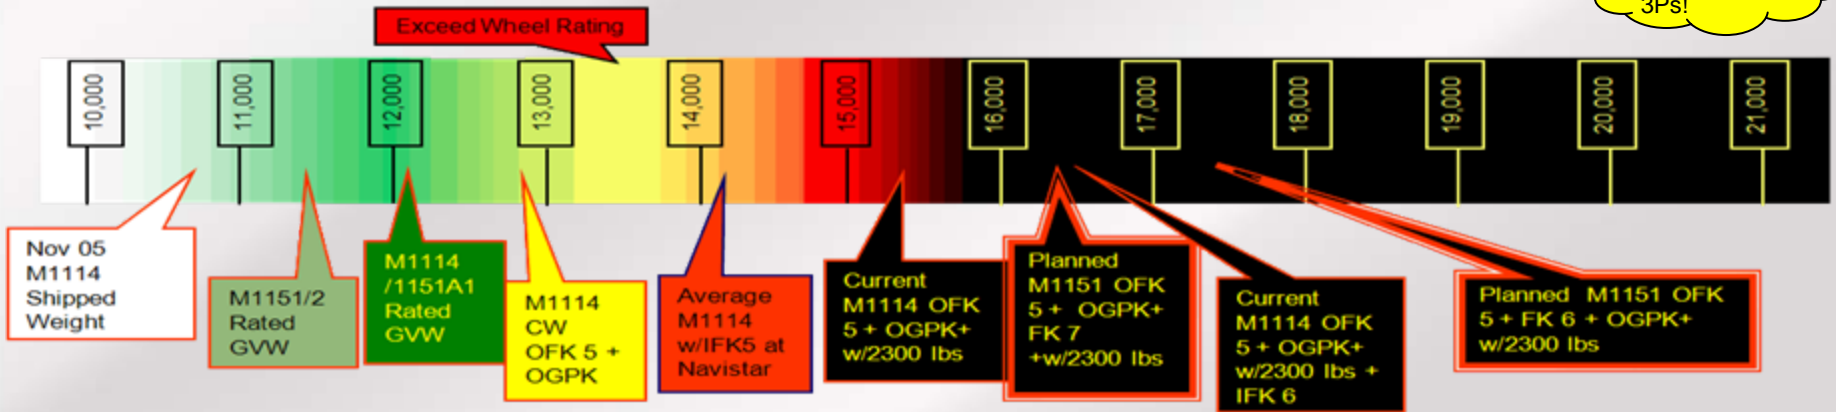 3Ps!
Exceed Wheel Rating
10,000
11,000
12,000
13,000
14,000
15,000
16,000
17,000
18,000
19,000
20,000
21,000
Nov 05
M1114
Shipped
Weight
M1151/2
Rated
GVW
M1114
/1151A1
Rated
GVW
M1114
CW
OFK 5 +
OGPK
Average
M1114
w/IFK5 at
Navistar
Current
M1114 OFK
5 + OGPK+
w/2300 lbs
Planned
M1151 OFK
5 + OGPK+
FK 7
+w/2300 lbs
Current
M1114 OFK
5 + OGPK+
w/2300 lbs +
IFK 6
Planned M1151 OFK
5 + FK 6 + OGPK+
w/2300 lbs